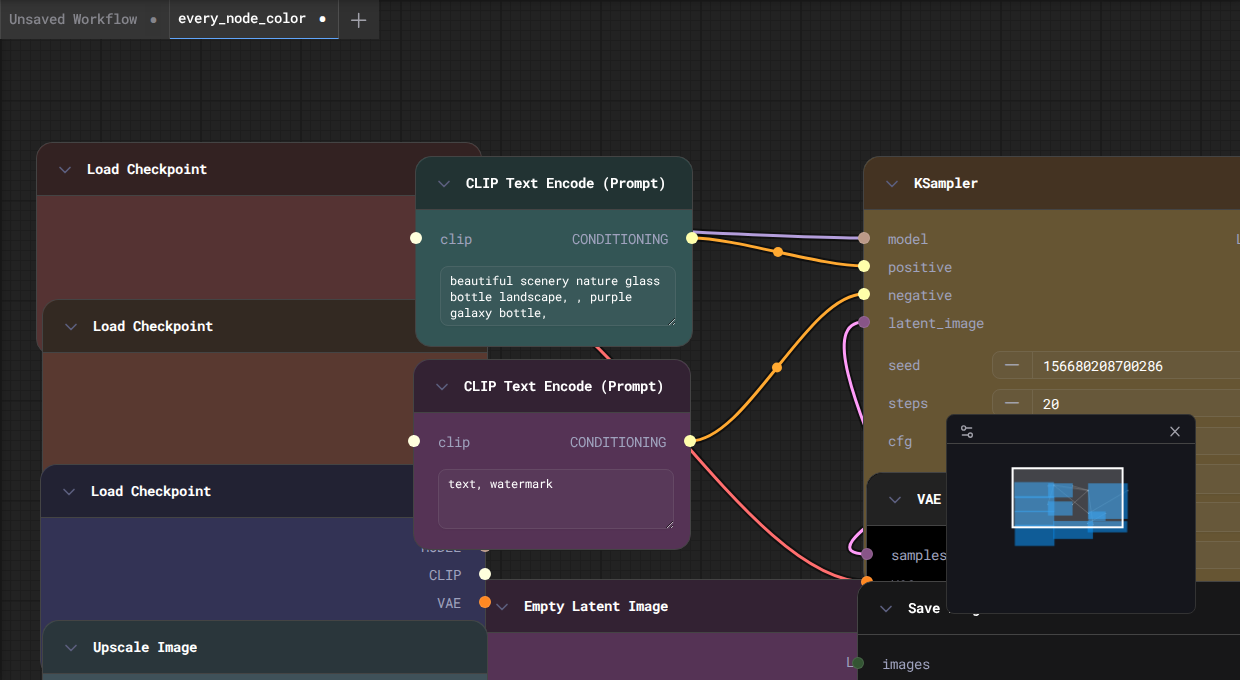 Unsaved Workflow
every_node_color
Load Checkpoint
CLIP Text Encode (Prompt)
clip
CONDITIONING
beautiful scenery nature glass
bottle landscape, , purple
galaxy bottle,
KSampler
model
positive
negative
latent_image
seed
156680208700286
steps
20
cfg
Load Checkpoint
CLIP Text Encode (Prompt)
clip
CONDITIONING
text, watermark
Load Checkpoint
MODEL
CLIP
VAE
VAE
samples
Empty Latent Image
Save
images
Upscale Image